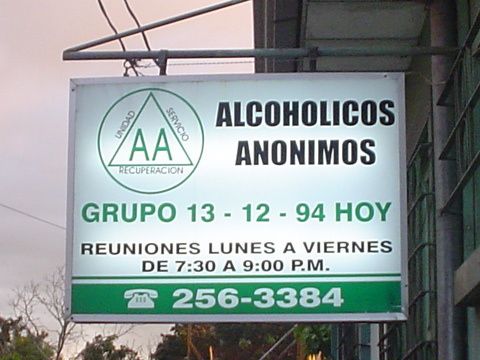 ALCOHOLICOS
ANONIMOS
UNIDAD
SERVICIO
AA
RECUPERACION
GRUPO 13 - 12 - 94 HOY
REUNIONES LUNES A VIERNES
DE 7:30 A 9:00 P.M.
256-3384